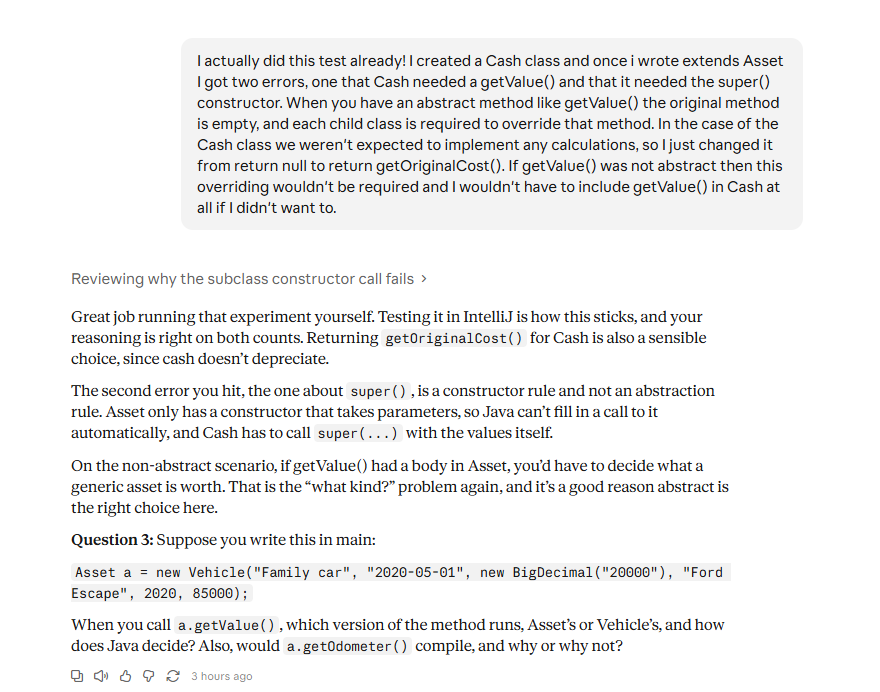 I actually did this test already! I created a Cash class and once i wrote extends Asset
I got two errors, one that Cash needed a getValue() and that it needed the super()
constructor. When you have an abstract method like getValue() the original method
is empty, and each child class is required to override that method. In the case of the
Cash class we weren't expected to implement any calculations, so I just changed it
from return null to return getOriginalCost(). If getValue() was not abstract then this
overriding wouldn't be required and I wouldn't have to include getValue() in Cash at
all if I didn't want to.
Reviewing why the subclass constructor call fails >
Great job running that experiment yourself. Testing it in IntelliJ is how this sticks, and your
reasoning is right on both counts. Returning getOriginalCost() for Cash is also a sensible
choice, since cash doesn't depreciate.
The second error you hit, the one about super(), is a constructor rule and not an abstraction
rule. Asset only has a constructor that takes parameters, so Java can't fill in a call to it
automatically, and Cash has to call super(...) with the values itself.
On the non-abstract scenario, if getValue() had a body in Asset, you'd have to decide what a
generic asset is worth. That is the “what kind?” problem again, and it's a good reason abstract is
the right choice here.
Question 3: Suppose you write this in main:
Asset a = new Vehicle("Family car", "2020-05-01", new BigDecimal("20000"), "Ford
Escape", 2020, 85000);
When you call a.getValue(), which version of the method runs, Asset's or Vehicle's, and how
does Java decide? Also, would a.getOdometer() compile, and why or why not?
3 hours ago